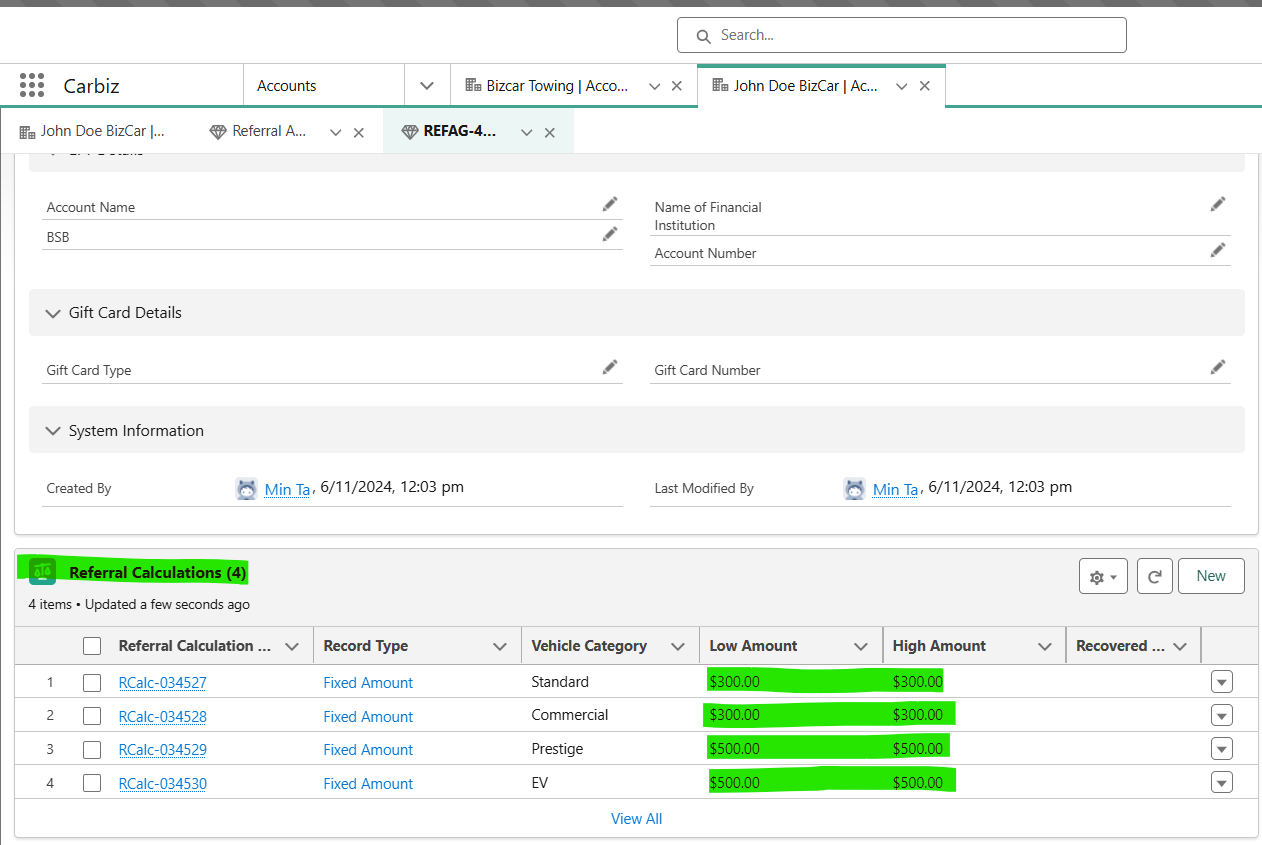 Search...
Carbiz
Accounts
Bizcar Towing | Acco...
John Doe BizCar | Ac...
John Doe BizCar |...
Referral A...
REFAG-4...
Account Name
Name of Financial
Institution
BSB
Account Number
Gift Card Details
Gift Card Type
Gift Card Number
System Information
Created By
Min Ta, 6/11/2024, 12:03 pm
Last Modified By
Min Ta, 6/11/2024, 12:03 pm
Referral Calculations (4)
New
4 items • Updated a few seconds ago
Referral Calculation ... Record Type Vehicle Category Low Amount High Amount Recovered ...
1 RCalc-034527 Fixed Amount Standard $300.00 $300.00
2 RCalc-034528 Fixed Amount Commercial $300.00 $300.00
3 RCalc-034529 Fixed Amount Prestige $500.00 $500.00
4 RCalc-034530 Fixed Amount EV $500.00 $500.00
View All